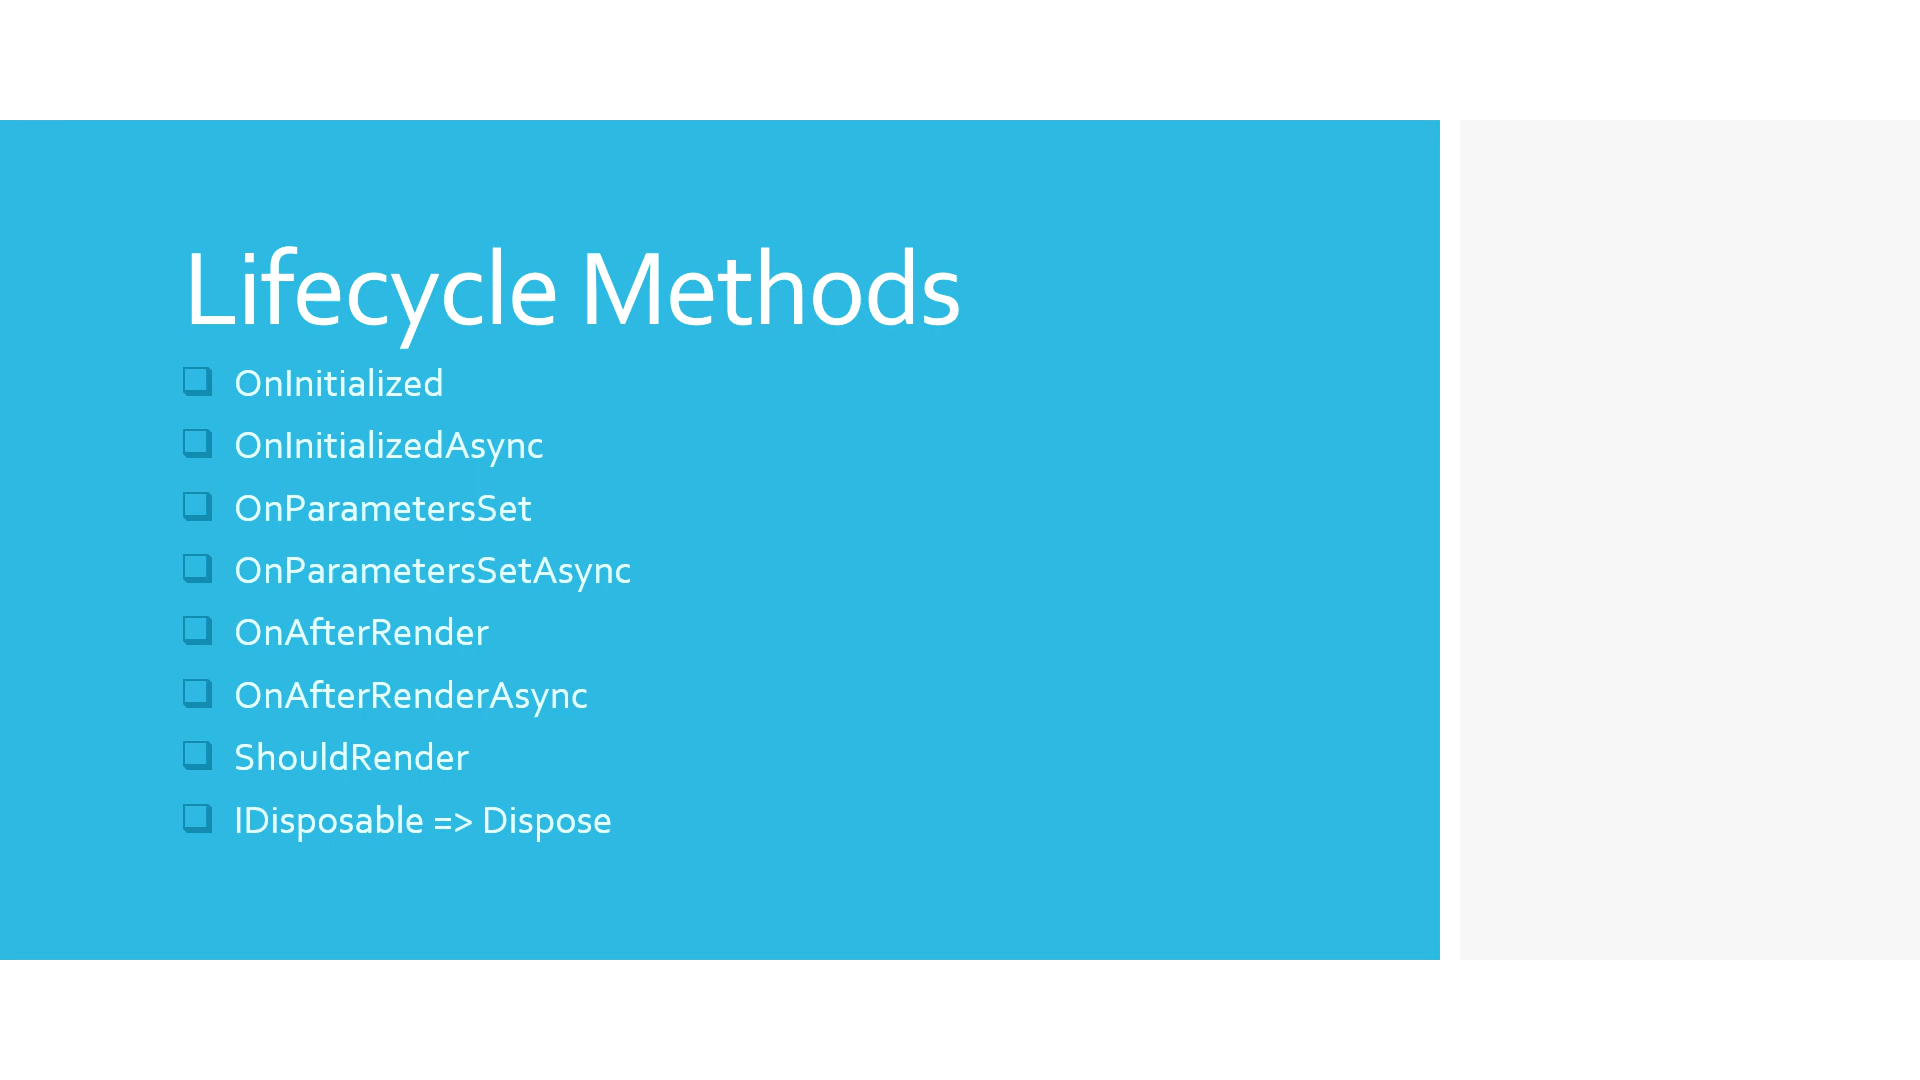 Lifecycle Methods
OnInitialized
OnInitializedAsync
OnParametersSet
OnParametersSetAsync
OnAfterRender
OnAfterRenderAsync
ShouldRender
IDisposable => Dispose